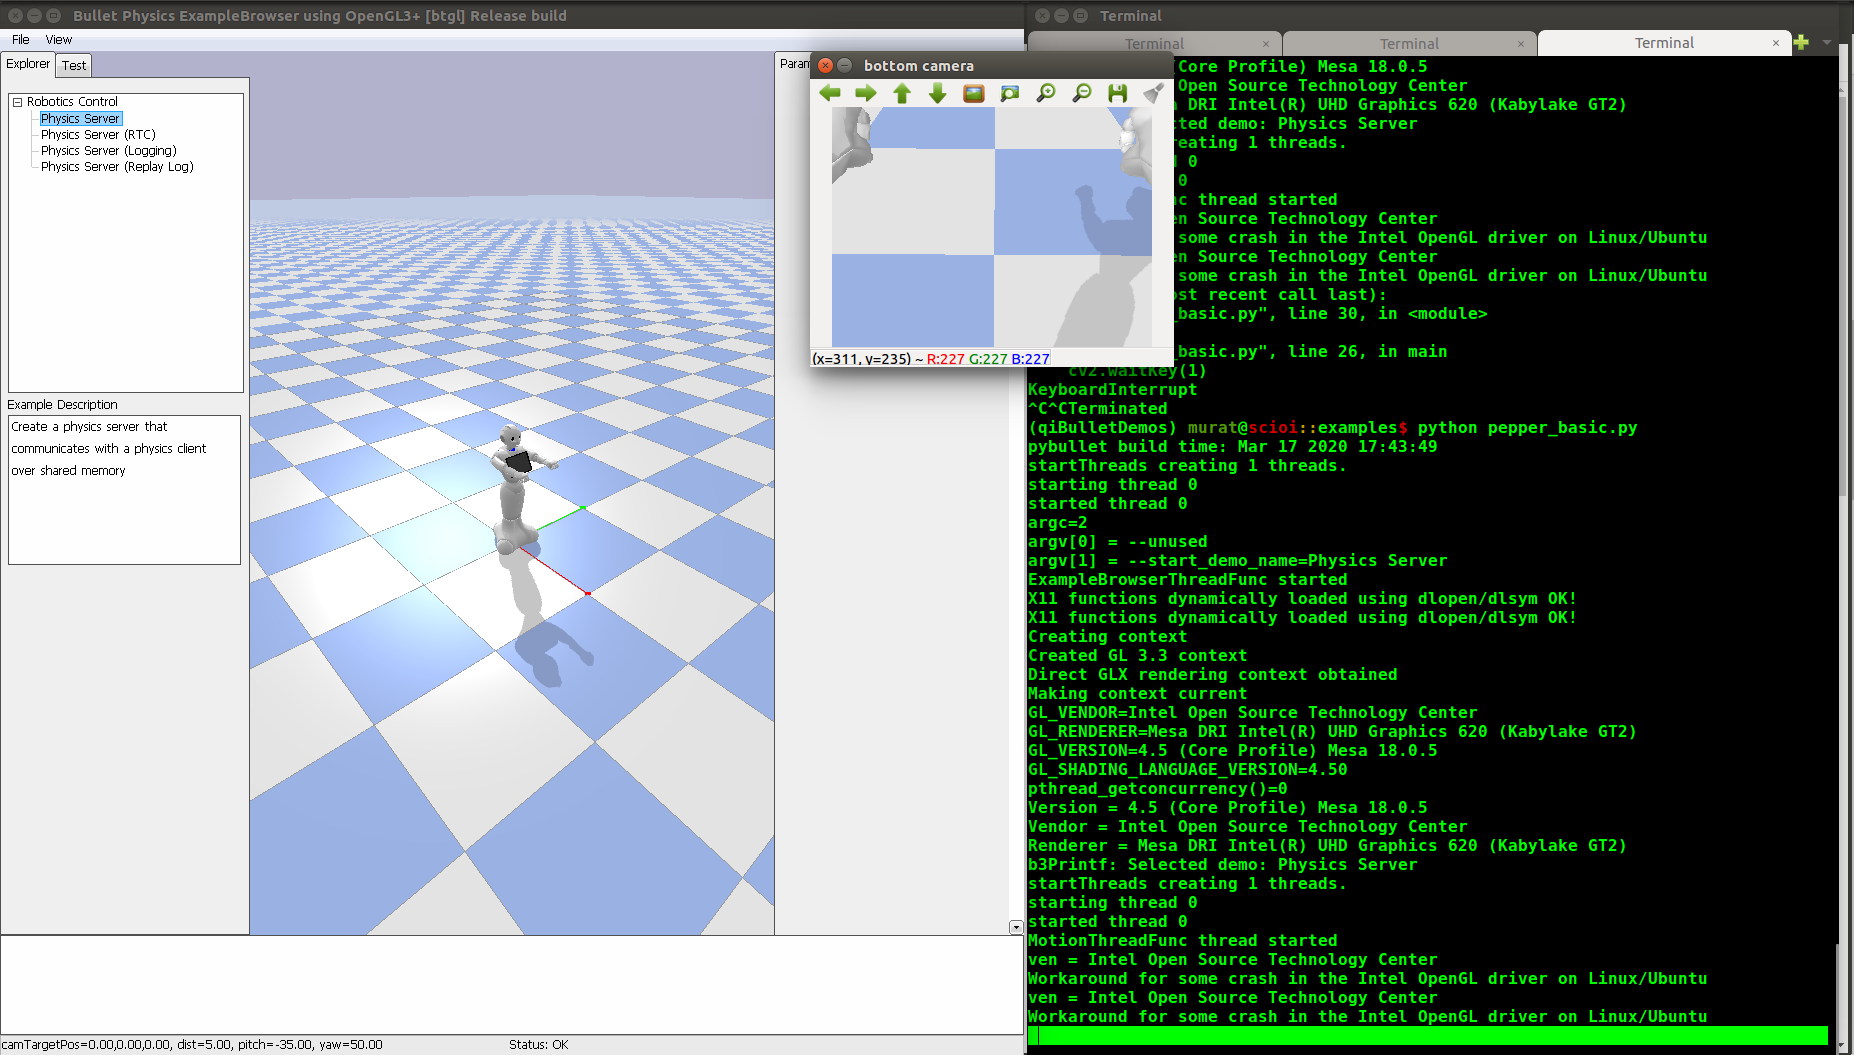 Bullet Physics ExampleBrowser using OpenGL3+ [btgl] Release build
File View
Explorer Test
Robotics Control
Physics Server
Physics Server (RTC)
Physics Server (Logging)
Physics Server (Replay Log)
Example Description
Create a physics server that
communicates with a physics client
over shared memory
camTargetPos=0.00,0.00,0.00, dist=5.00, pitch=-35.00, yaw=50.00
Status: OK
Param
bottom camera
(x=311, y=235) ~ R:227 G:227 B:227
Terminal
Terminal × Terminal × Terminal ×
(Core Profile) Mesa 18.0.5
Open Source Technology Center
DRI Intel(R) UHD Graphics 620 (Kabylake GT2)
ted demo: Physics Server
reating 1 threads.
0
0
c thread started
n Source Technology Center
some crash in the Intel OpenGL driver on Linux/Ubuntu
n Source Technology Center
some crash in the Intel OpenGL driver on Linux/Ubuntu
st recent call last):
_basic.py", line 30, in <module>
_basic.py", line 26, in main
cv2.waitKey(1)
KeyboardInterrupt
^C^CTerminated
(qiBulletDemos) murat@scioi::examples$ python pepper_basic.py
pybullet build time: Mar 17 2020 17:43:49
startThreads creating 1 threads.
starting thread 0
started thread 0
argc=2
argv[0] = --unused
argv[1] = --start_demo_name=Physics Server
ExampleBrowserThreadFunc started
X11 functions dynamically loaded using dlopen/dlsym OK!
X11 functions dynamically loaded using dlopen/dlsym OK!
Creating context
Created GL 3.3 context
Direct GLX rendering context obtained
Making context current
GL_VENDOR=Intel Open Source Technology Center
GL_RENDERER=Mesa DRI Intel(R) UHD Graphics 620 (Kabylake GT2)
GL_VERSION=4.5 (Core Profile) Mesa 18.0.5
GL_SHADING_LANGUAGE_VERSION=4.50
pthread_getconcurrency()=0
Version = 4.5 (Core Profile) Mesa 18.0.5
Vendor = Intel Open Source Technology Center
Renderer = Mesa DRI Intel(R) UHD Graphics 620 (Kabylake GT2)
b3Printf: Selected demo: Physics Server
startThreads creating 1 threads.
starting thread 0
started thread 0
MotionThreadFunc thread started
ven = Intel Open Source Technology Center
Workaround for some crash in the Intel OpenGL driver on Linux/Ubuntu
ven = Intel Open Source Technology Center
Workaround for some crash in the Intel OpenGL driver on Linux/Ubuntu